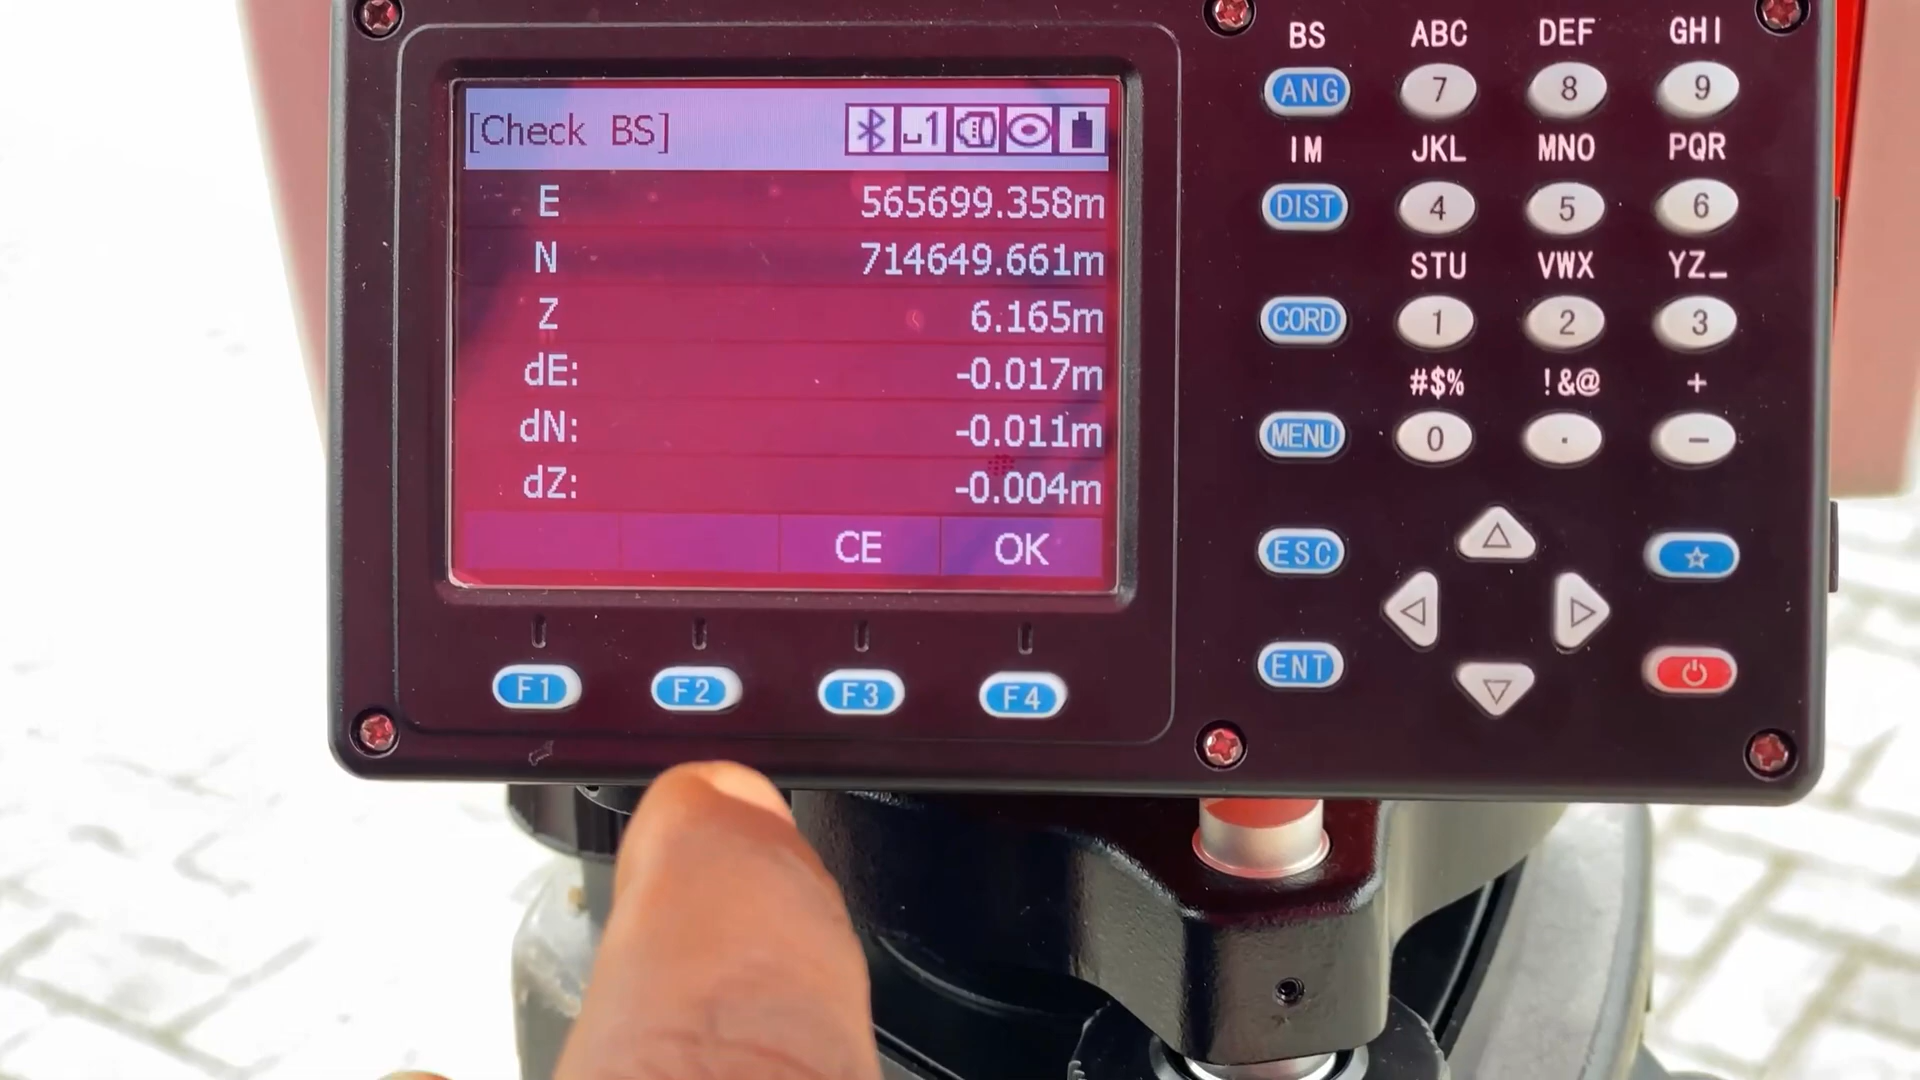 [Check BS] 1
E 565699.358m
N 714649.661m
Z 6.165m
dE: -0.017m
dN: -0.011m
dZ: -0.004m
CE OK
F1 F2 F3 F4
BS ABC DEF GHI
ANG 7 8 9
IM JKL MNO PQR
DIST 4 5 6
STU VWX YZ_
CORD 1 2 3
#$% !&@ +
MENU 0 . -
ESC
ENT